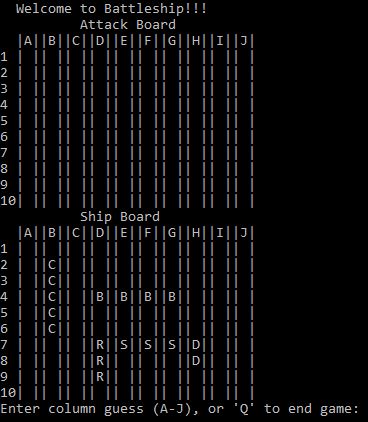 Welcome to Battleship!!!
Attack Board
|A||B||C||D||E||F||G||H||I||J|
1 | || || || || || || || || || |
2 | || || || || || || || || || |
3 | || || || || || || || || || |
4 | || || || || || || || || || |
5 | || || || || || || || || || |
6 | || || || || || || || || || |
7 | || || || || || || || || || |
8 | || || || || || || || || || |
9 | || || || || || || || || || |
10| || || || || || || || || || |
Ship Board
|A||B||C||D||E||F||G||H||I||J|
1 | || || || || || || || || || |
2 | ||C|| || || || || || || || |
3 | ||C|| || || || || || || || |
4 | ||C|| ||B||B||B||B|| || || |
5 | ||C|| || || || || || || || |
6 | ||C|| || || || || || || || |
7 | || || ||R||S||S||S||D|| || |
8 | || || ||R|| || || ||D|| || |
9 | || || ||R|| || || || || || |
10| || || || || || || || || || |
Enter column guess (A-J), or 'Q' to end game: